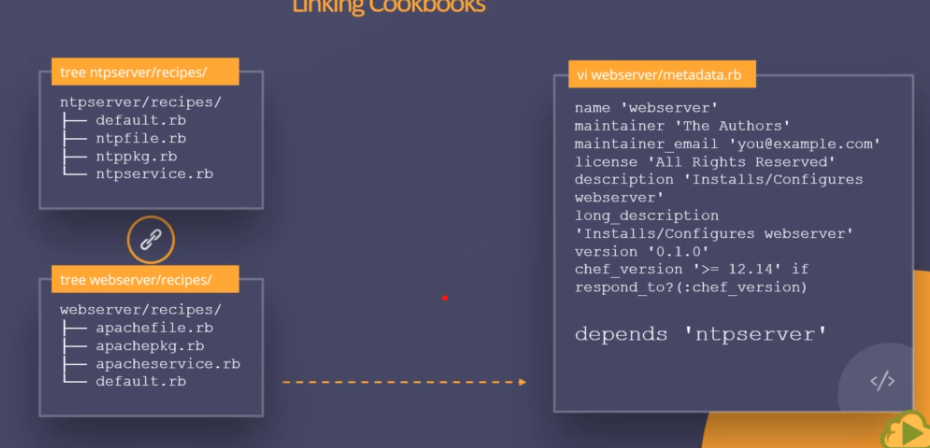 Linking Cookbooks
tree ntpserver/recipes/
ntpserver/recipes/
├── default.rb
├── ntpfile.rb
├── ntppkg.rb
└── ntpservice.rb
tree webserver/recipes/
webserver/recipes/
├── apachefile.rb
├── apachepkg.rb
├── apacheservice.rb
└── default.rb
vi webserver/metadata.rb
name 'webserver'
maintainer 'The Authors'
maintainer_email 'you@example.com'
license 'All Rights Reserved'
description 'Installs/Configures
webserver'
long_description
'Installs/Configures webserver'
version '0.1.0'
chef_version '>= 12.14' if
respond_to?(:chef_version)
depends 'ntpserver'
</>